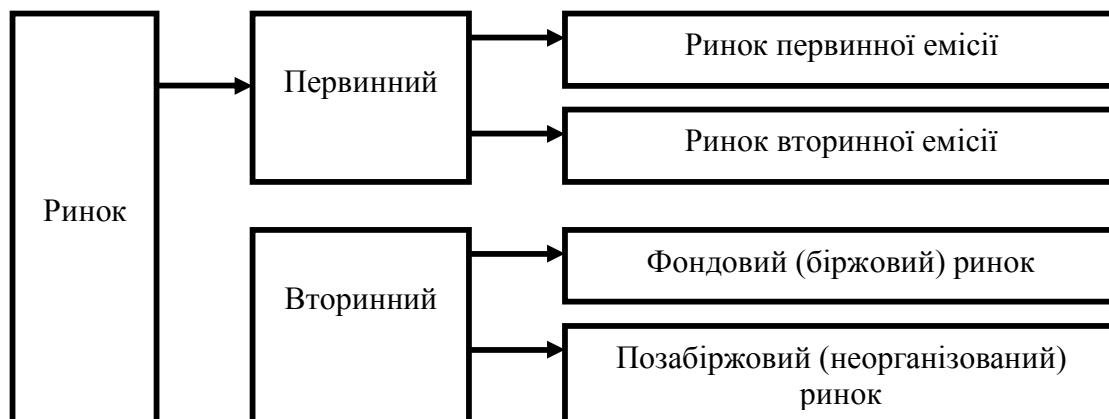 Ринок
Первинний
Ринок первинної емісії
Ринок вторинної емісії
Вторинний
Фондовий (біржовий) ринок
Позабіржовий (неорганізований)
ринок